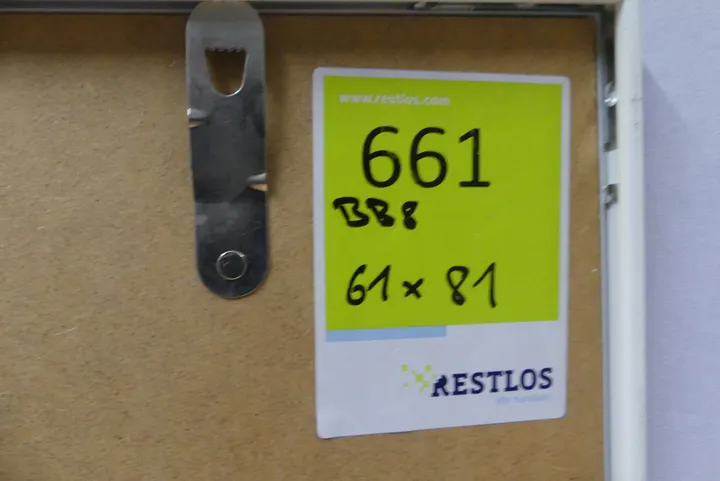 www.restlos.com
661
BB8
61 x 81
RESTLOS